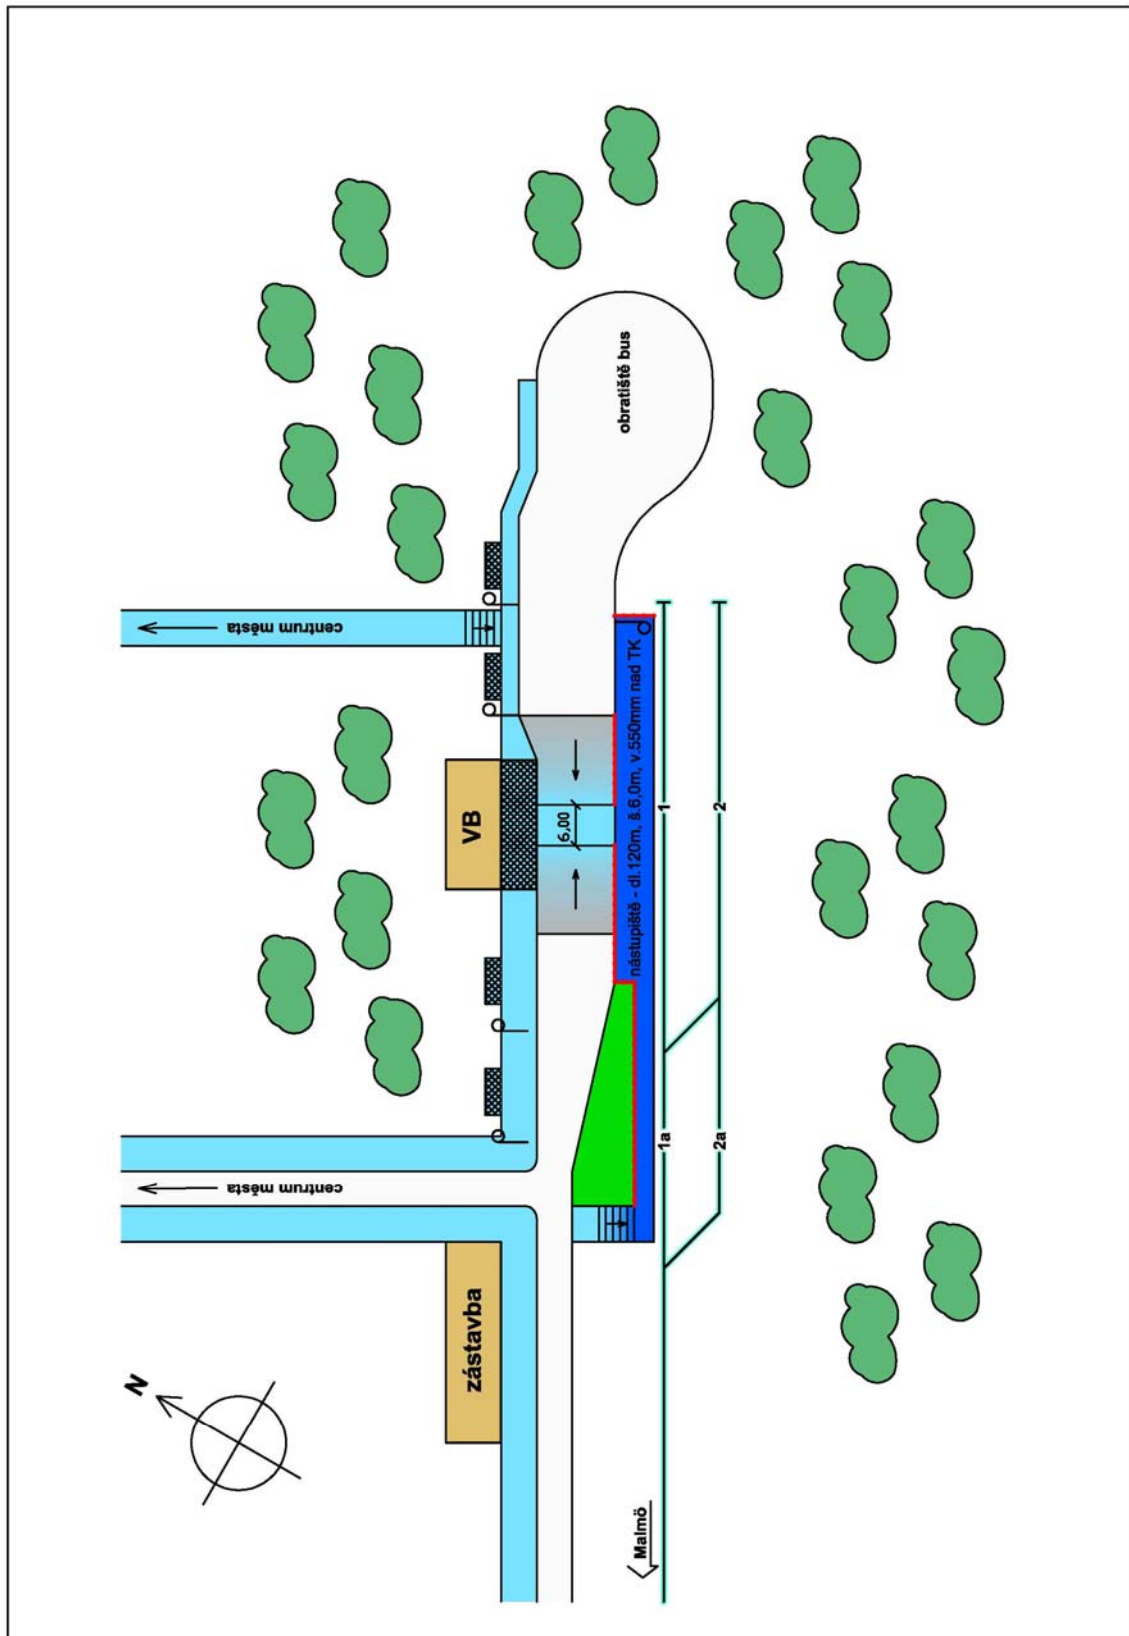 obratiště bus
centrum města
VB
6,00
nástupiště - dl.120m, š.6,0m, v.550mm nad TK
1
2
1a
2a
centrum města
zástavba
N
Malmö